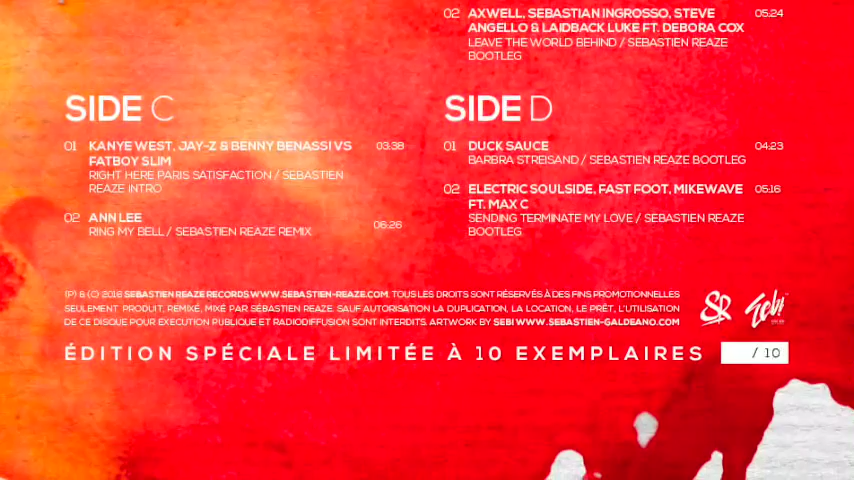 02 AXWELL, SEBASTIAN INGROSSO, STEVE 05.24
ANGELLO & LAIDBACK LUKE FT. DEBORA COX
LEAVE THE WORLD BEHIND / SEBASTIEN REAZE
BOOTLEG
SIDE C
01 KANYE WEST, JAY-Z & BENNY BENASSI VS 03.38
FATBOY SLIM
RIGHT HERE PARIS SATISFACTION / SEBASTIEN
REAZE INTRO
02 ANN LEE
RING MY BELL / SEBASTIEN REAZE REMIX 06:26
SIDE D
01 DUCK SAUCE 04:23
BARBRA STREISAND / SEBASTIEN REAZE BOOTLEG
02 ELECTRIC SOULSIDE, FAST FOOT, MIKEWAVE 05:16
FT. MAX C
SENDING TERMINATE MY LOVE / SEBASTIEN REAZE
BOOTLEG
(P) & (C) 2018 SEBASTIEN REAZE RECORDS WWW.SEBASTIEN-REAZE.COM. TOUS LES DROITS SONT RÉSERVÉS À DES FINS PROMOTIONNELLES
SEULEMENT. PRODUIT, REMIXÉ, MIXÉ PAR SÉBASTIEN REAZE. SAUF AUTORISATION LA DUPLICATION, LA LOCATION, LE PRÊT, L'UTILISATION
DE CE DISQUE POUR EXECUTION PUBLIQUE ET RADIODIFFUSION SONT INTERDITS. ARTWORK BY SEBI WWW.SEBASTIEN-GALDEANO.COM
SR Sebi
ÉDITION SPÉCIALE LIMITÉE À 10 EXEMPLAIRES / 10